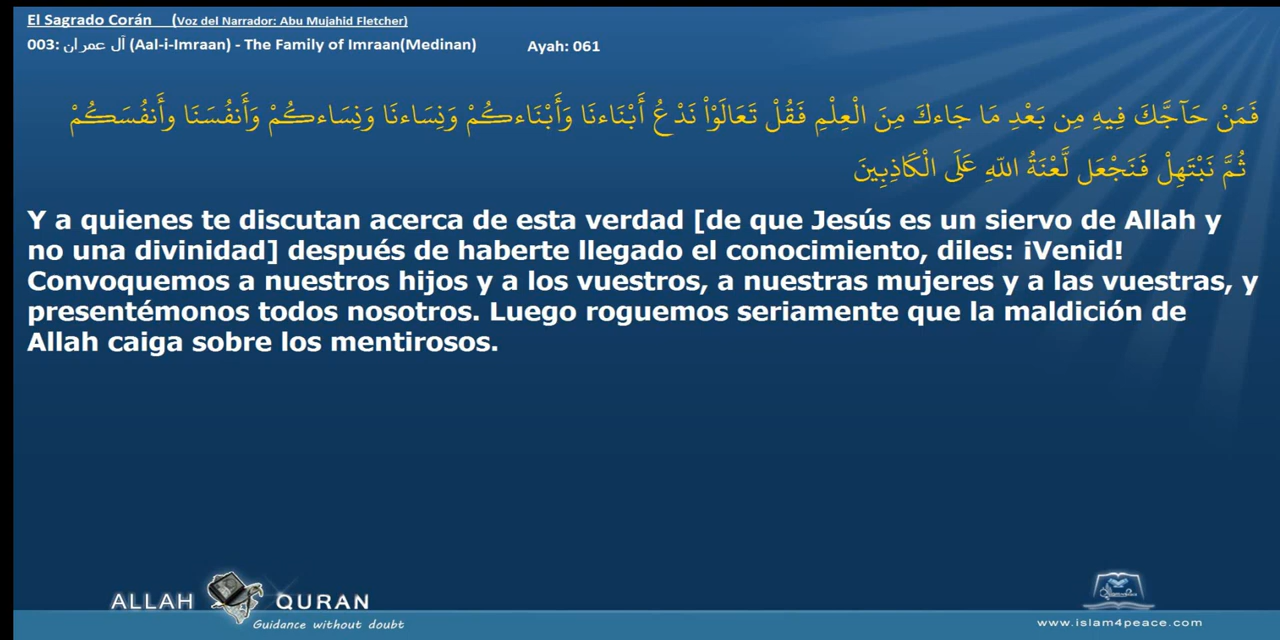 El Sagrado Corán (Voz del Narrador: Abu Mujahid Fletcher)
003: آل عمران (Aal-i-Imraan) - The Family of Imraan(Medinan) Ayah: 061
فَمَنْ حَآجَّكَ فِيهِ مِن بَعْدِ مَا جَاءكَ مِنَ الْعِلْمِ فَقُلْ تَعَالَوْاْ نَدْعُ أَبْنَاءنَا وَأَبْنَاءكُمْ وَنِسَاءنَا وَنِسَاءكُمْ وَأَنفُسَنَا وأَنفُسَكُمْ
ثُمَّ نَبْتَهِلْ فَنَجْعَل لَّعْنَةُ اللّهِ عَلَى الْكَاذِبِينَ
Y a quienes te discutan acerca de esta verdad [de que Jesús es un siervo de Allah y
no una divinidad] después de haberte llegado el conocimiento, diles: ¡Venid!
Convoquemos a nuestros hijos y a los vuestros, a nuestras mujeres y a las vuestras, y
presentémonos todos nosotros. Luego roguemos seriamente que la maldición de
Allah caiga sobre los mentirosos.
ALLAH QURAN
Guidance without doubt
www.islam4peace.com